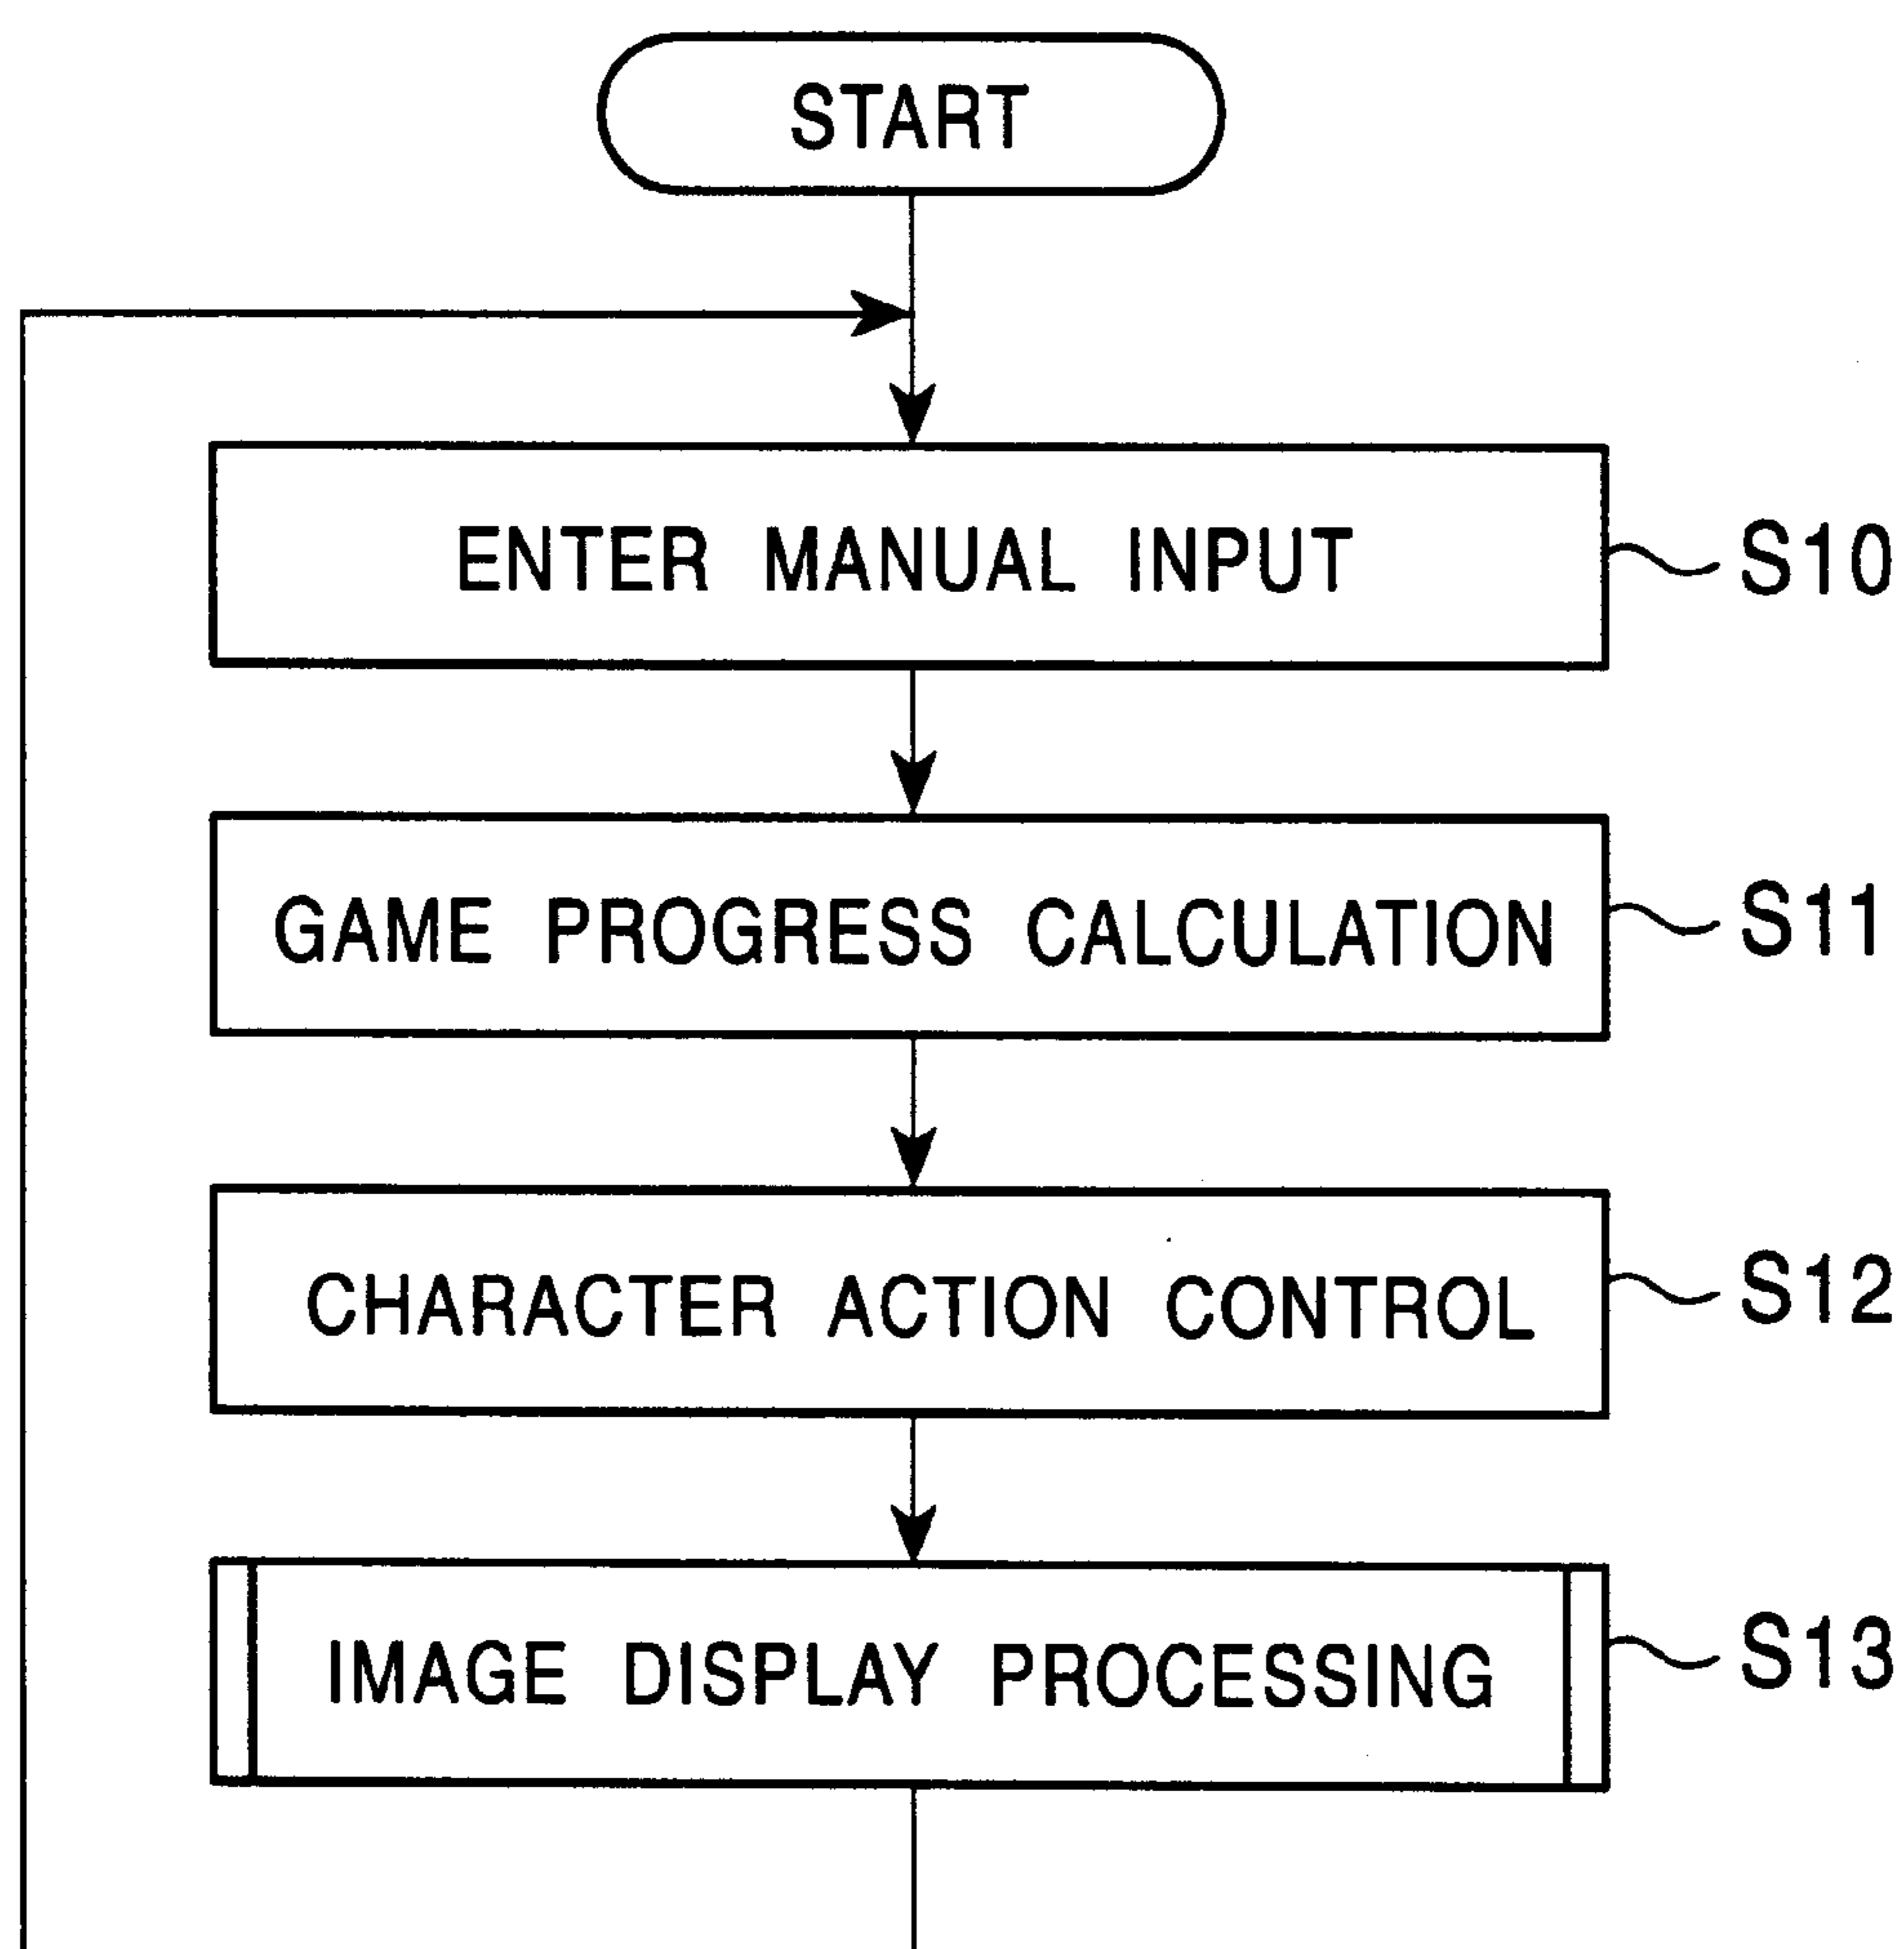 START
ENTER MANUAL INPUT S10
GAME PROGRESS CALCULATION S11
CHARACTER ACTION CONTROL S12
IMAGE DISPLAY PROCESSING S13